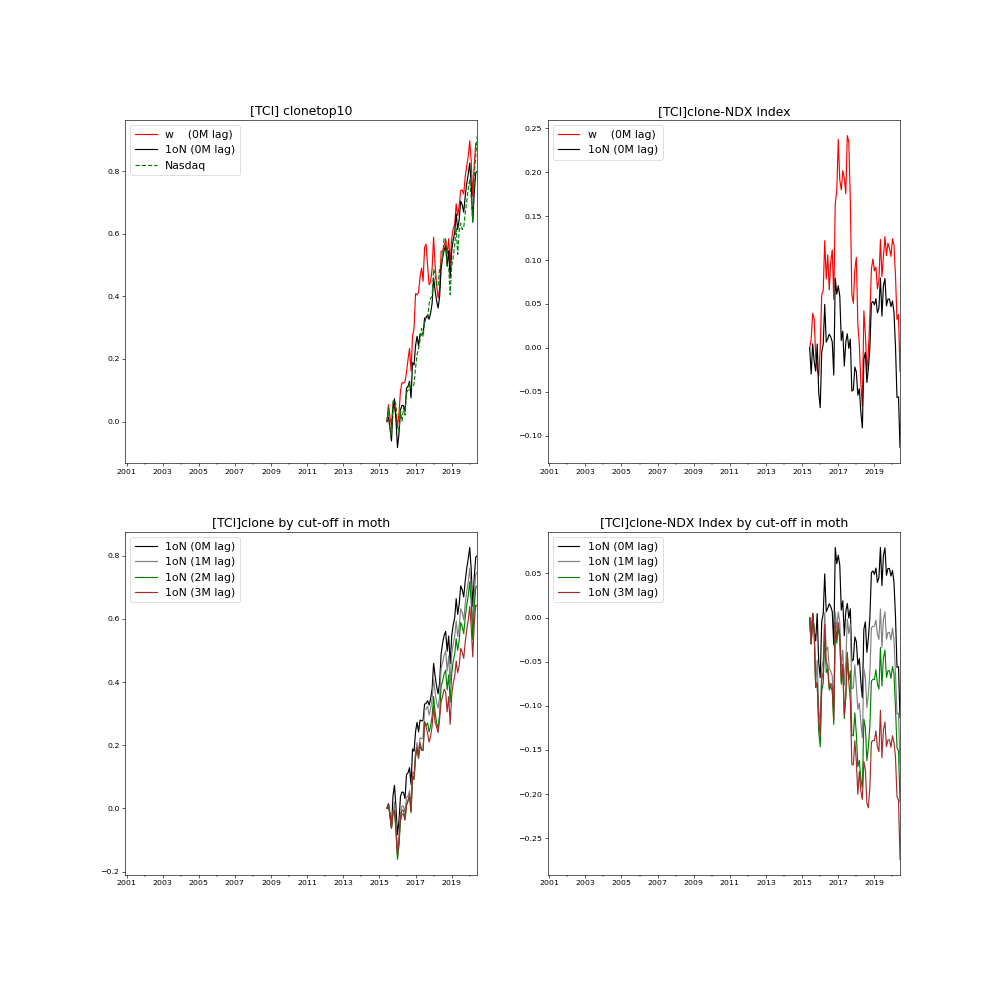 [TCI] clonetop10
w    (0M lag)
1oN (0M lag)
Nasdaq
0.8
0.6
0.4
0.2
0.0
2001 2003 2005 2007 2009 2011 2013 2015 2017 2019
[TCI]clone-NDX Index
w    (0M lag)
1oN (0M lag)
0.25
0.20
0.15
0.10
0.05
0.00
−0.05
−0.10
2001 2003 2005 2007 2009 2011 2013 2015 2017 2019
[TCI]clone by cut-off in moth
1oN (0M lag)
1oN (1M lag)
1oN (2M lag)
1oN (3M lag)
0.8
0.6
0.4
0.2
0.0
−0.2
2001 2003 2005 2007 2009 2011 2013 2015 2017 2019
[TCI]clone-NDX Index by cut-off in moth
1oN (0M lag)
1oN (1M lag)
1oN (2M lag)
1oN (3M lag)
0.05
0.00
−0.05
−0.10
−0.15
−0.20
−0.25
2001 2003 2005 2007 2009 2011 2013 2015 2017 2019